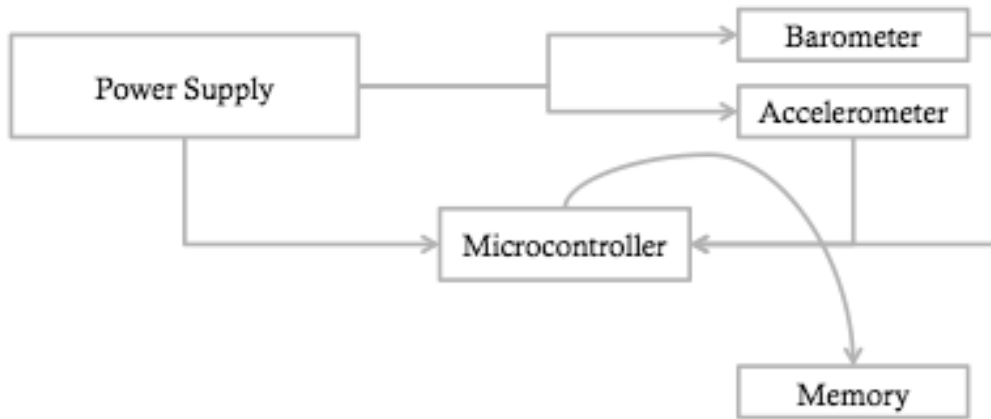 Power Supply
Barometer
Accelerometer
Microcontroller
Memory